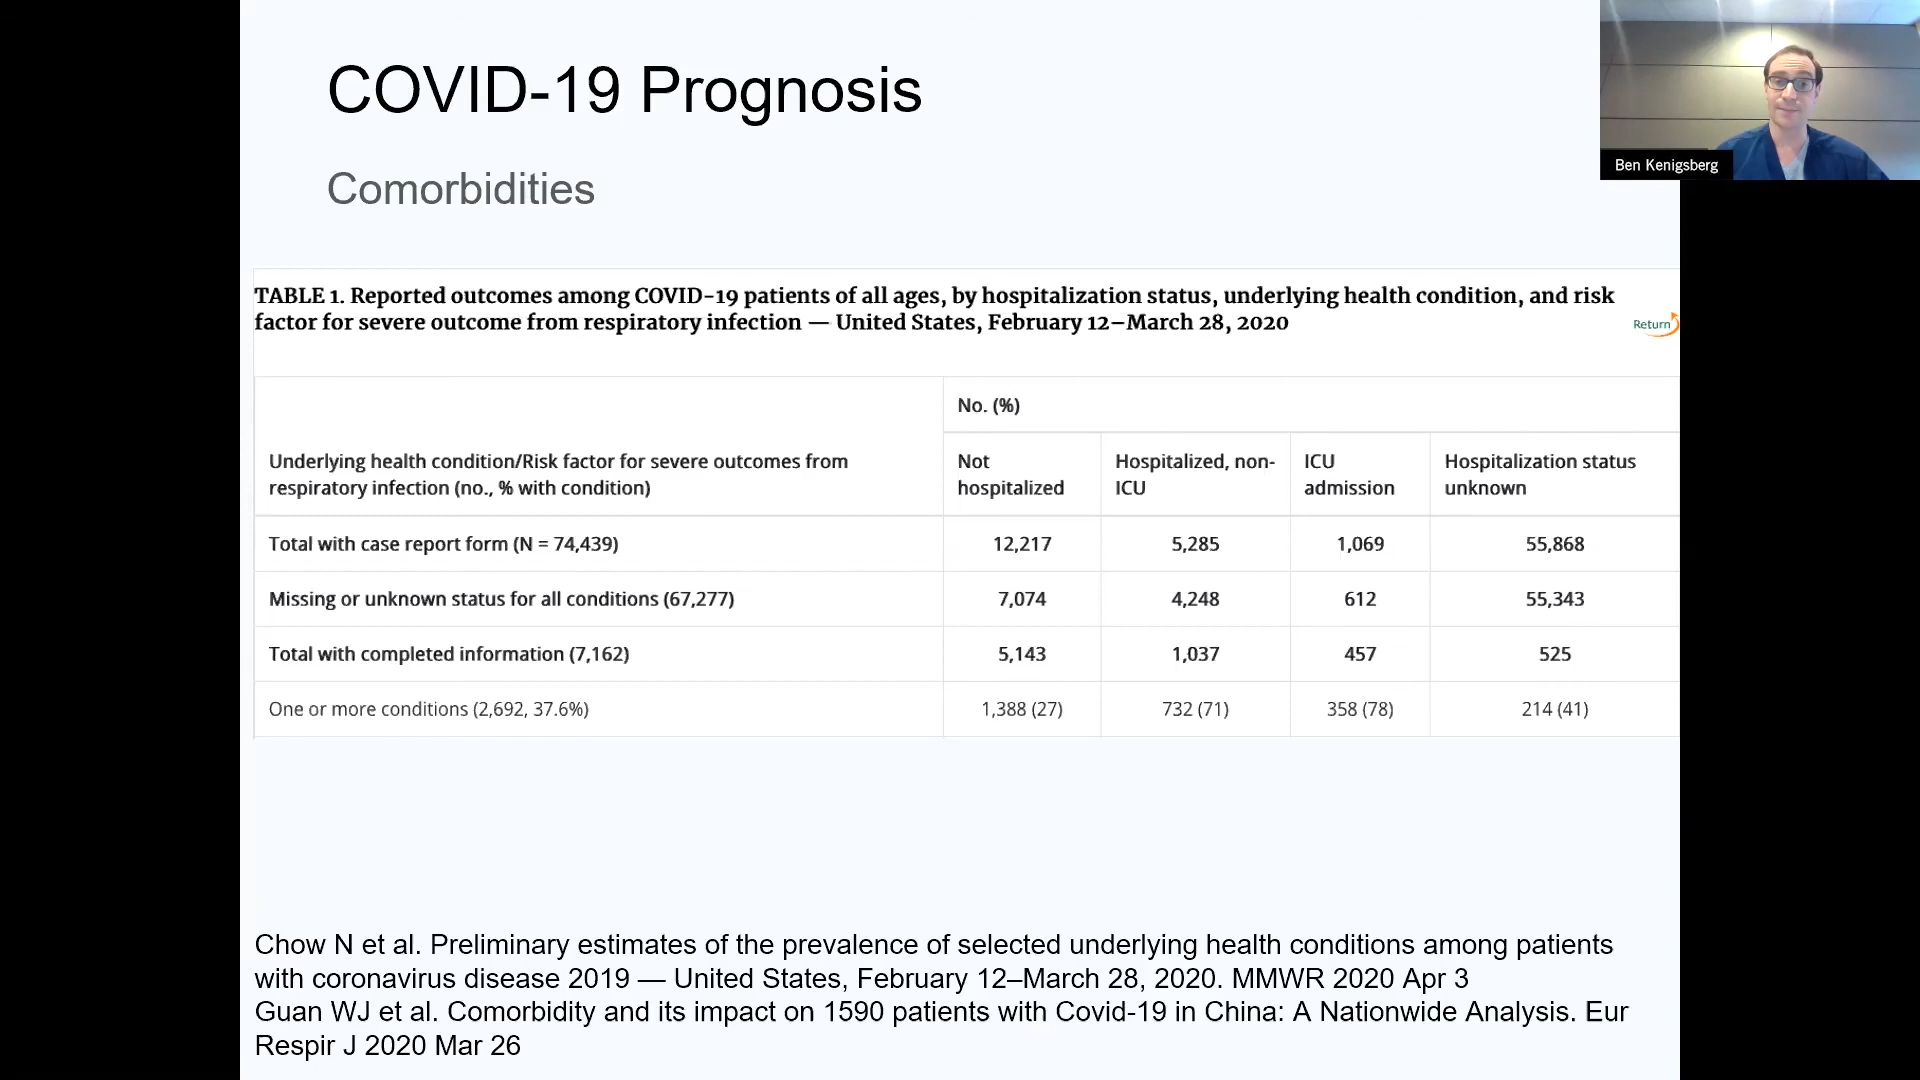 COVID-19 Prognosis
Comorbidities
Ben Kenigsberg
TABLE 1. Reported outcomes among COVID-19 patients of all ages, by hospitalization status, underlying health condition, and risk
factor for severe outcome from respiratory infection — United States, February 12–March 28, 2020
Return
No. (%)
Underlying health condition/Risk factor for severe outcomes from
respiratory infection (no., % with condition)
Not
hospitalized
Hospitalized, non-
ICU
ICU
admission
Hospitalization status
unknown
Total with case report form (N = 74,439) 12,217 5,285 1,069 55,868
Missing or unknown status for all conditions (67,277) 7,074 4,248 612 55,343
Total with completed information (7,162) 5,143 1,037 457 525
One or more conditions (2,692, 37.6%) 1,388 (27) 732 (71) 358 (78) 214 (41)
Chow N et al. Preliminary estimates of the prevalence of selected underlying health conditions among patients
with coronavirus disease 2019 — United States, February 12–March 28, 2020. MMWR 2020 Apr 3
Guan WJ et al. Comorbidity and its impact on 1590 patients with Covid-19 in China: A Nationwide Analysis. Eur
Respir J 2020 Mar 26